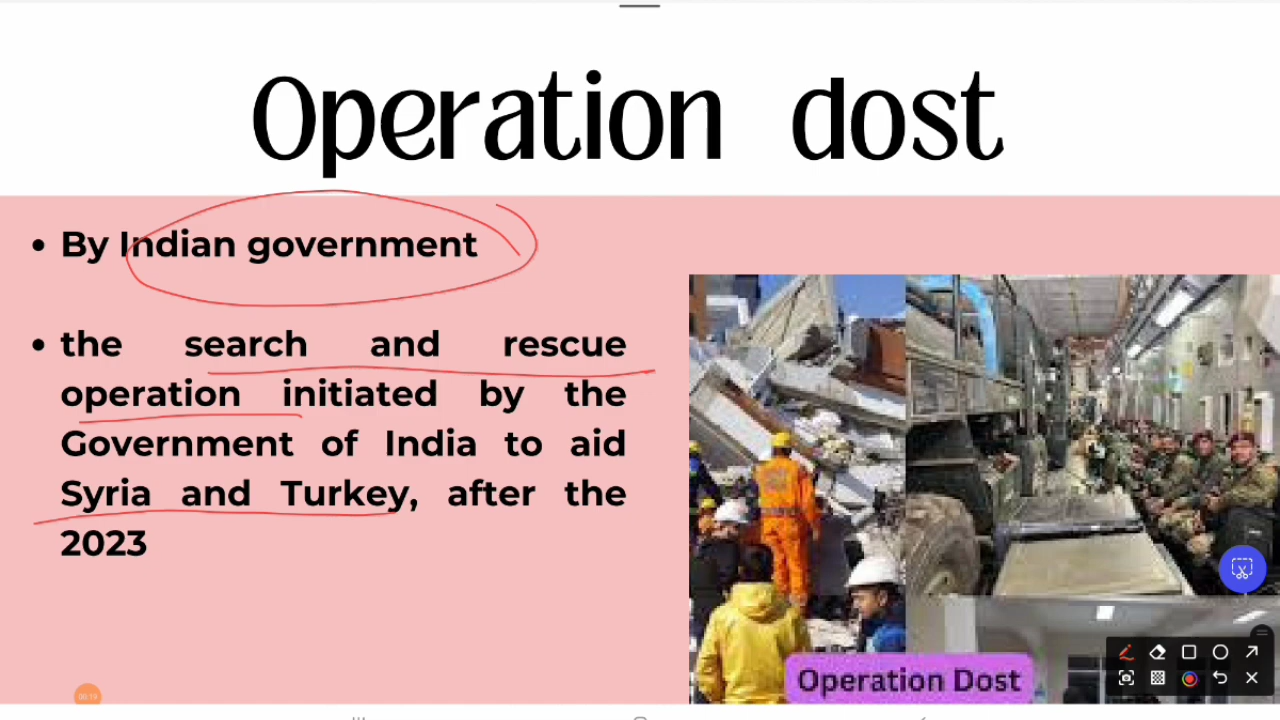 Operation dost
• By Indian government
• the search and rescue
operation initiated by the
Government of India to aid
Syria and Turkey, after the
2023
Operation Dost